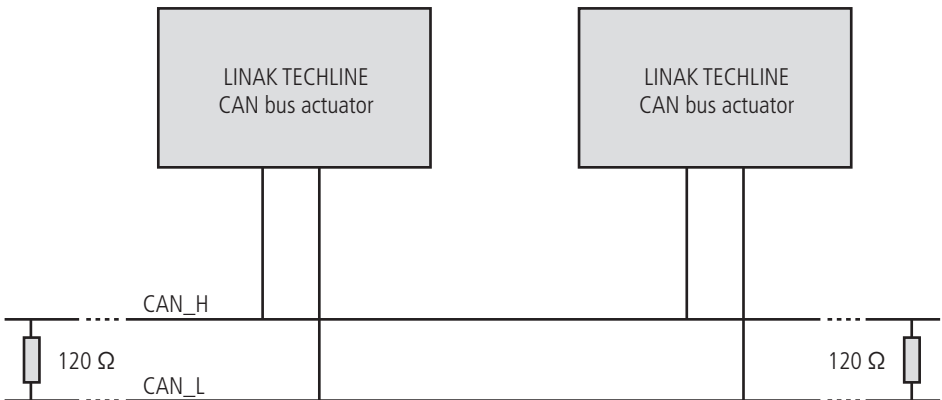 LINAK TECHLINE
CAN bus actuator
LINAK TECHLINE
CAN bus actuator
CAN_H
120 Ω
120 Ω
CAN_L